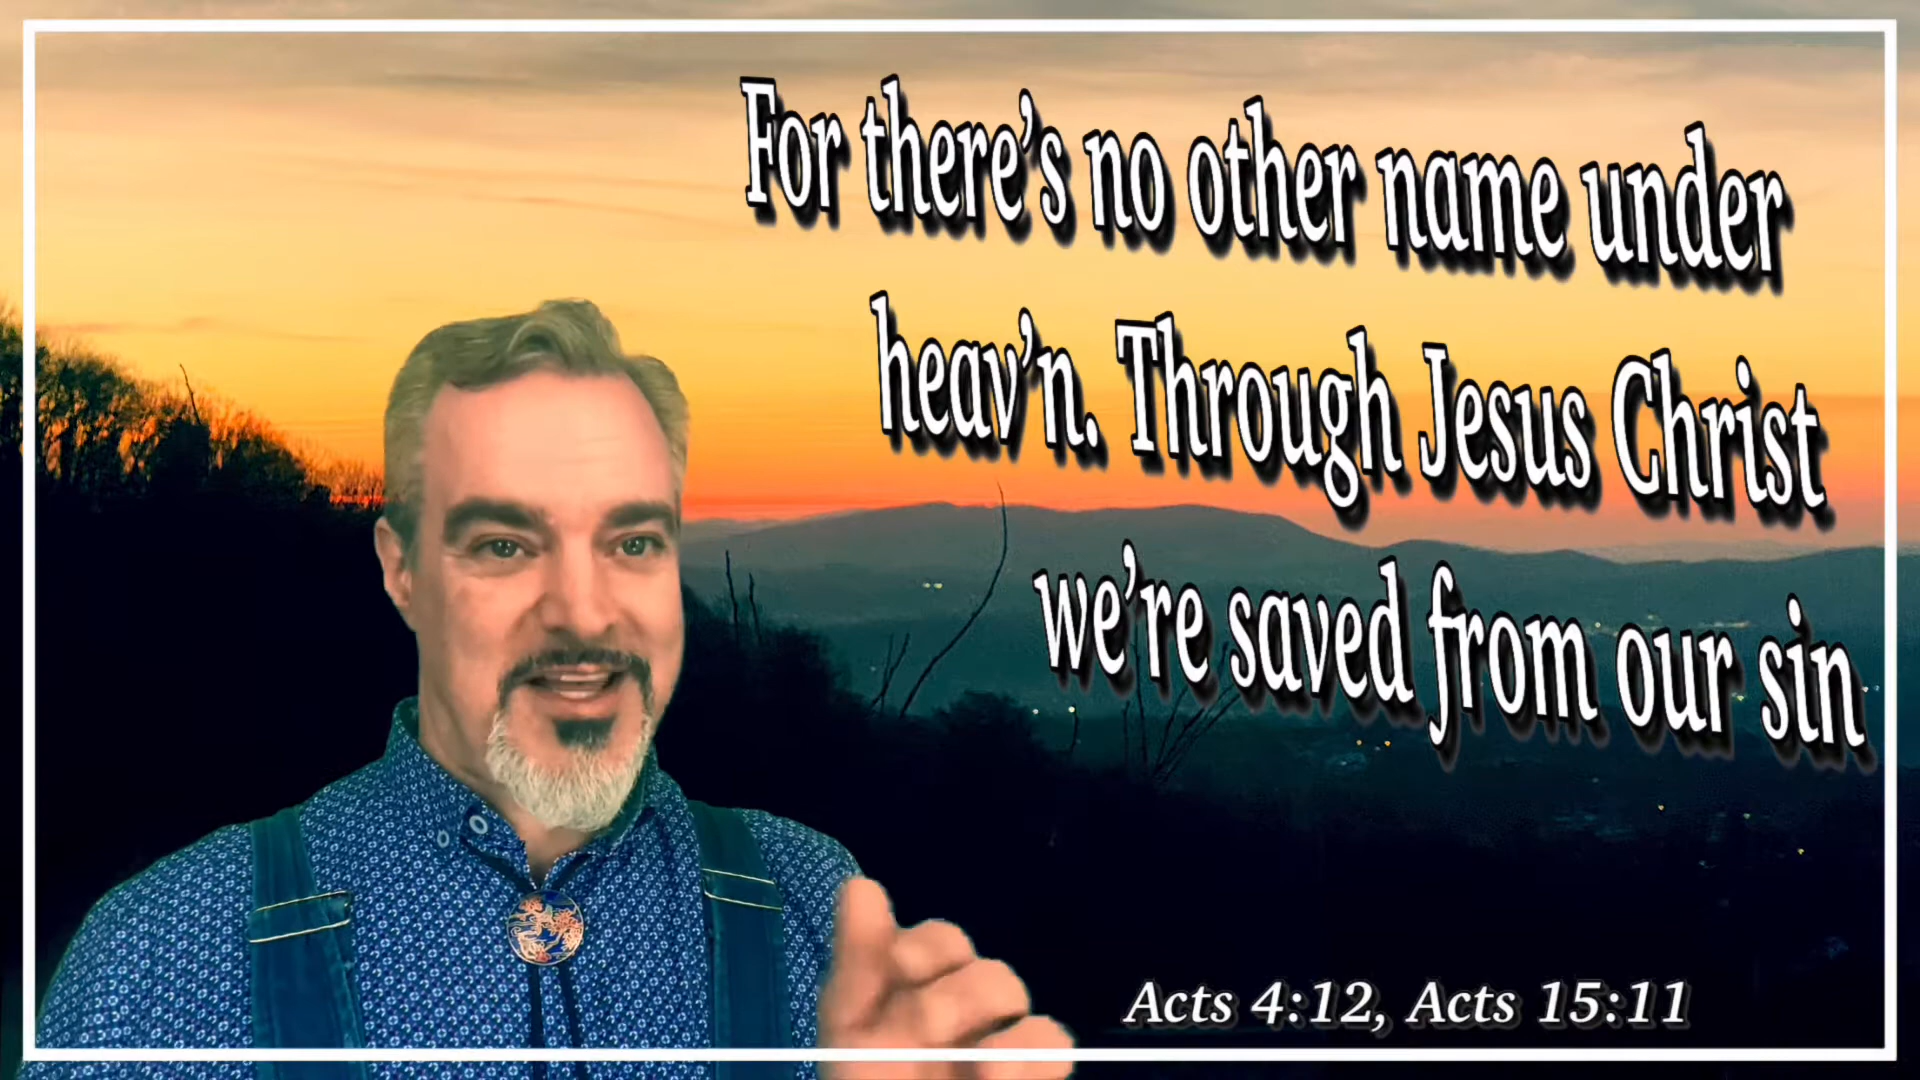 For there’s no other name under
heav’n. Through Jesus Christ
we’re saved from our sin
Acts 4:12, Acts 15:11